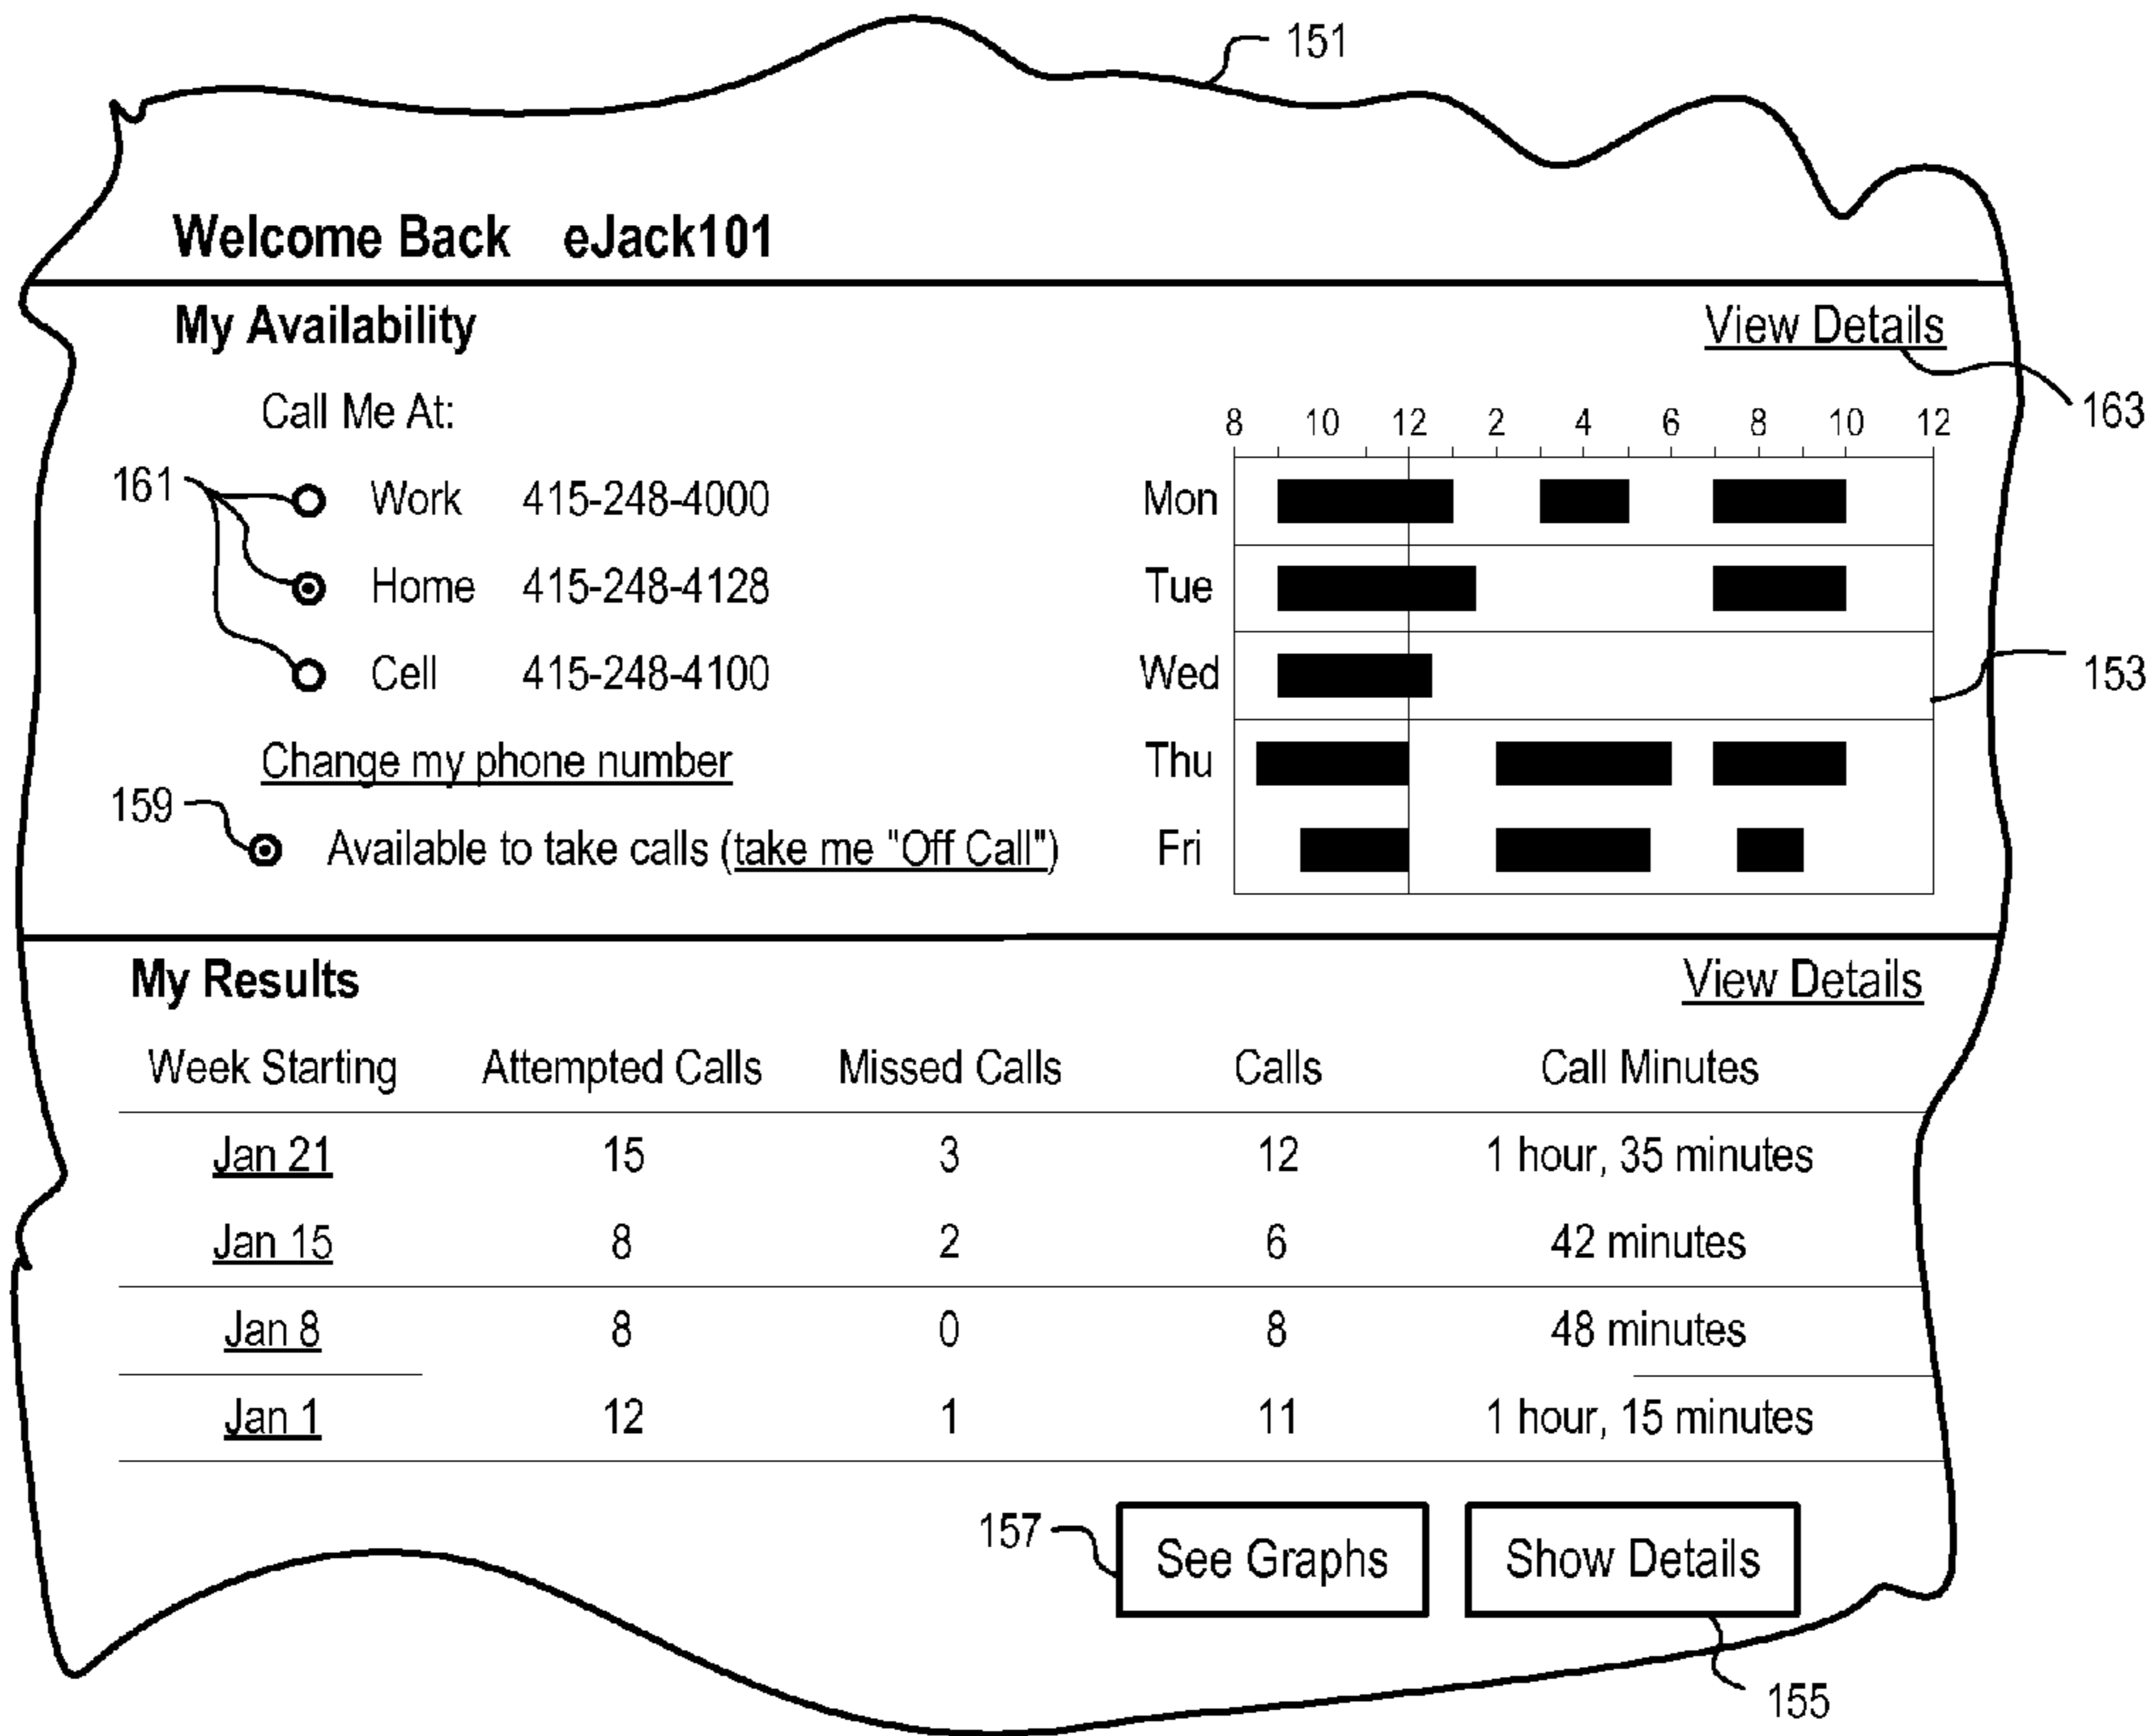 151
Welcome Back eJack101
My Availability View Details
163
Call Me At:
8 10 12 2 4 6 8 10 12
161 Work 415-248-4000 Mon
Home 415-248-4128 Tue
Cell 415-248-4100 Wed
153
Change my phone number Thu
159
Available to take calls (take me "Off Call") Fri
My Results View Details
Week Starting Attempted Calls Missed Calls Calls Call Minutes
Jan 21 15 3 12 1 hour, 35 minutes
Jan 15 8 2 6 42 minutes
Jan 8 8 0 8 48 minutes
Jan 1 12 1 11 1 hour, 15 minutes
157 See Graphs Show Details
155